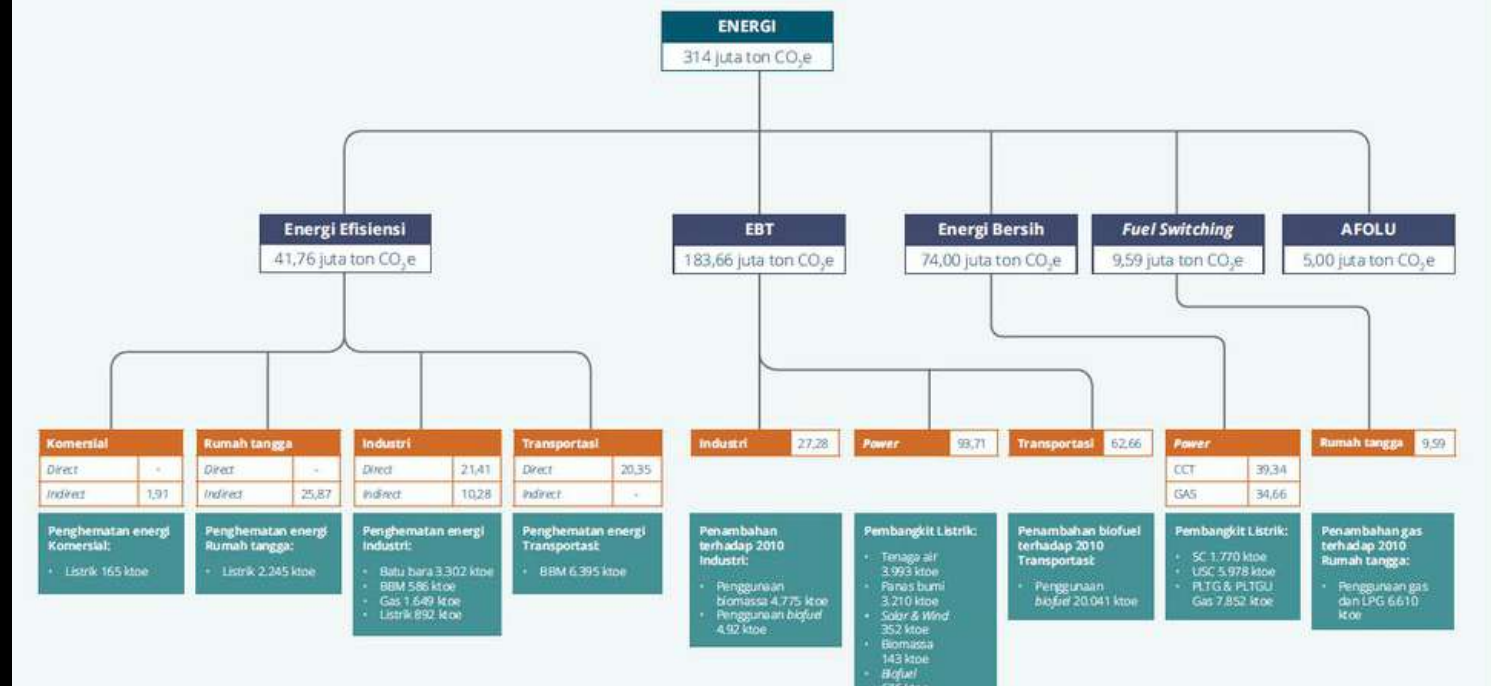 ENERGI
314 juta ton CO₂e
Energi Efisiensi
41,76 juta ton CO₂e
EBT
183,66 juta ton CO₂e
Energi Bersih
74,00 juta ton CO₂e
Fuel Switching
9,59 juta ton CO₂e
AFOLU
5,00 juta ton CO₂e
Komersial
Direct -
Indirect 1,91
Penghematan energi
Komersial:
• Listrik 165 ktoe
Rumah tangga
Direct -
Indirect 25,87
Penghematan energi
Rumah tangga:
• Listrik 2.245 ktoe
Industri
Direct 21,41
Indirect 10,28
Penghematan energi
Industri:
• Batu bara 3.302 ktoe
• BBM 586 ktoe
• Gas 1.649 ktoe
• Listrik 892 ktoe
Transportasi
Direct 20,35
Indirect -
Penghematan energi
Transportasi:
• BBM 6.395 ktoe
Industri 27,28
Penambahan
terhadap 2010
Industri:
• Penggunaan
biomassa 4.775 ktoe
• Penggunaan biofuel
4.92 ktoe
Power 93,71
Pembangkit Listrik:
• Tenaga air
3.993 ktoe
• Panas bumi
3.210 ktoe
• Solar & Wind
352 ktoe
• Biomassa
143 ktoe
• Biofuel
Transportasi 62,66
Penambahan biofuel
terhadap 2010
Transportasi:
• Penggunaan
biofuel 20.041 ktoe
Power
CCT 39,34
GAS 34,66
Pembangkit Listrik:
• SC 1.770 ktoe
• USC 5.978 ktoe
• PLTG & PLTGU
Gas 7.852 ktoe
Rumah tangga 9,59
Penambahan gas
terhadap 2010
Rumah tangga:
• Penggunaan gas
dan LPG 6.610
ktoe